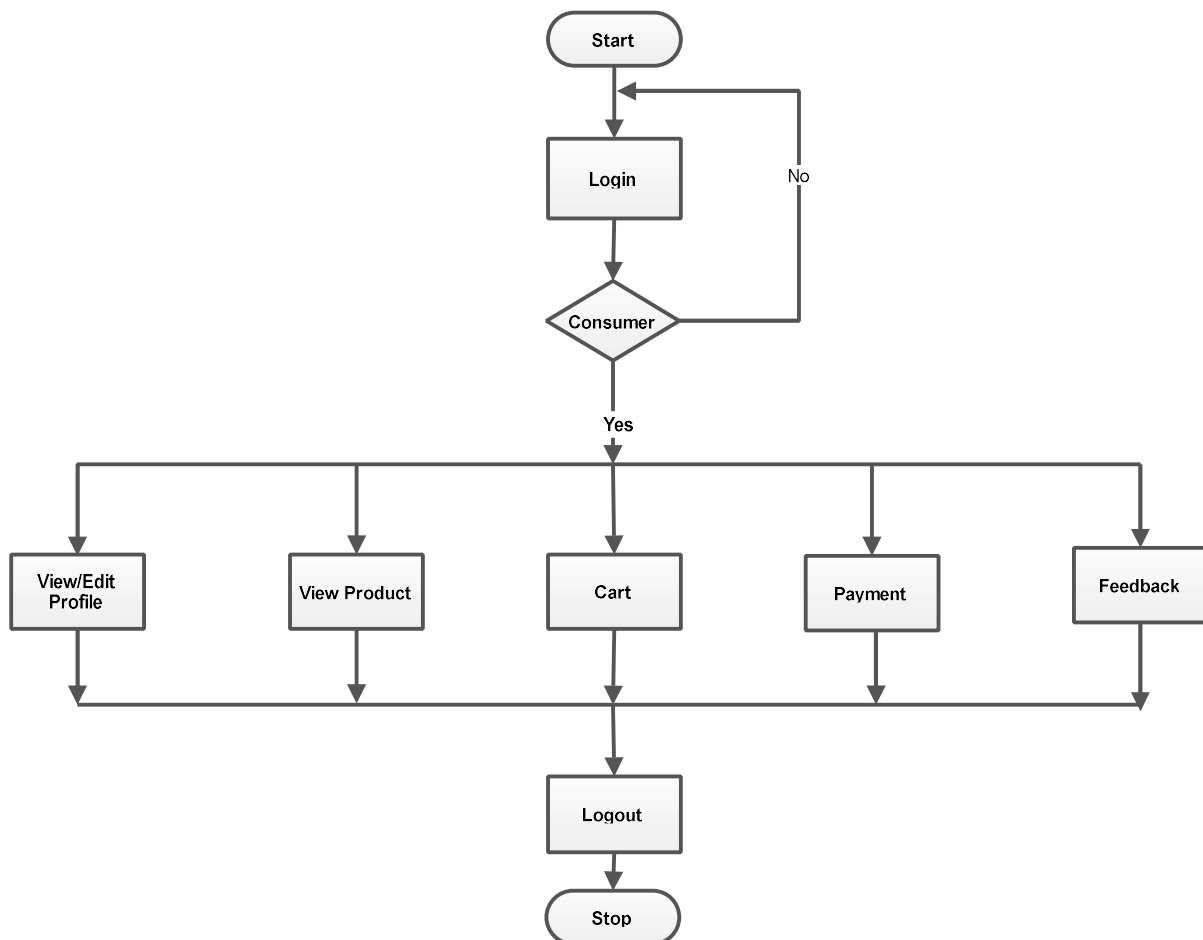 Start
Login
No
Consumer
Yes
View/Edit
Profile
View Product
Cart
Payment
Feedback
Logout
Stop